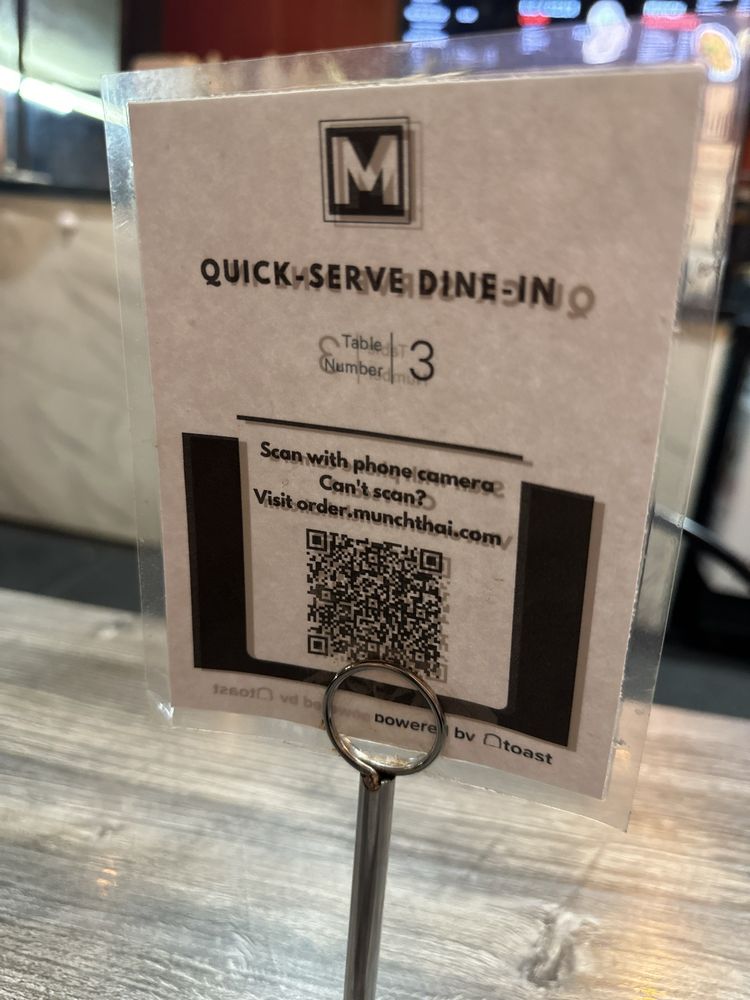 M
QUICK-SERVE DINE-IN
Table
Number
3
Scan with phone camera
Can't scan?
Visit order.munchthai.com
powered by toast